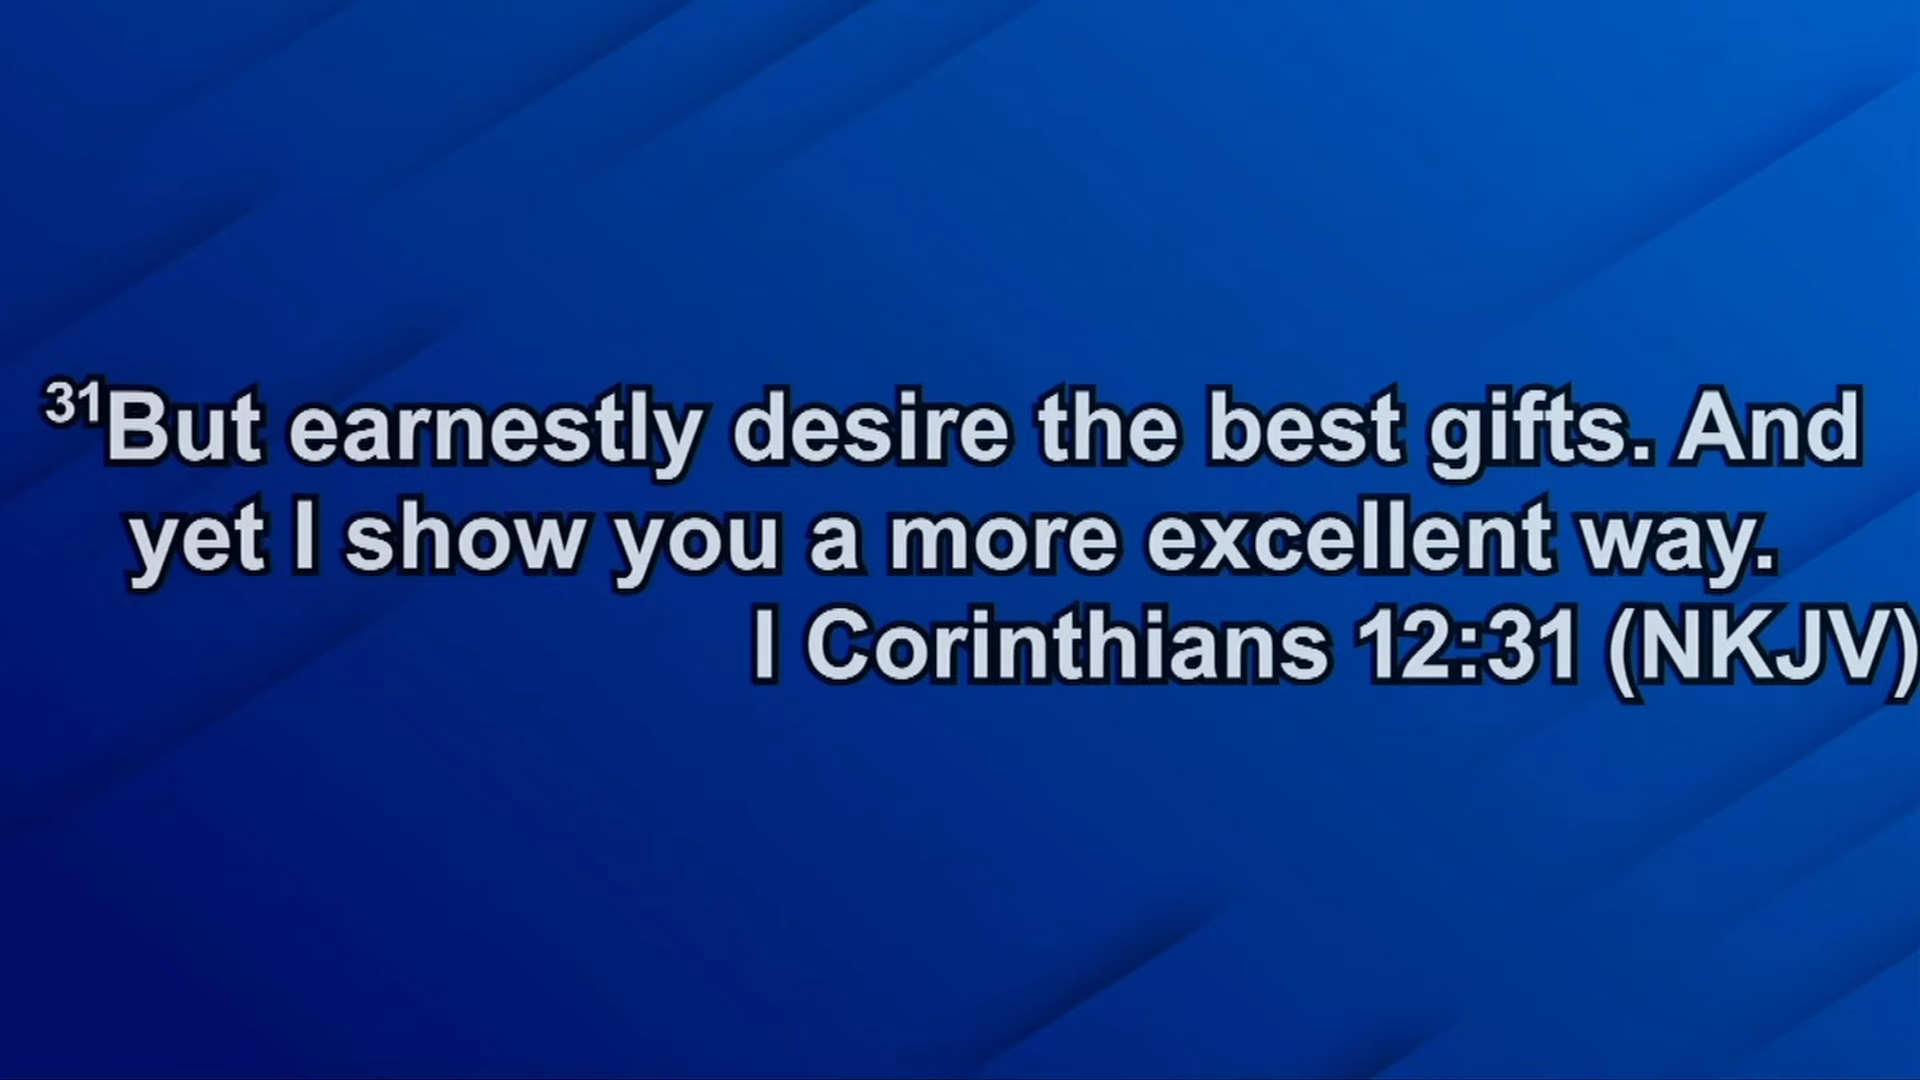 31But earnestly desire the best gifts. And
yet I show you a more excellent way.
I Corinthians 12:31 (NKJV)